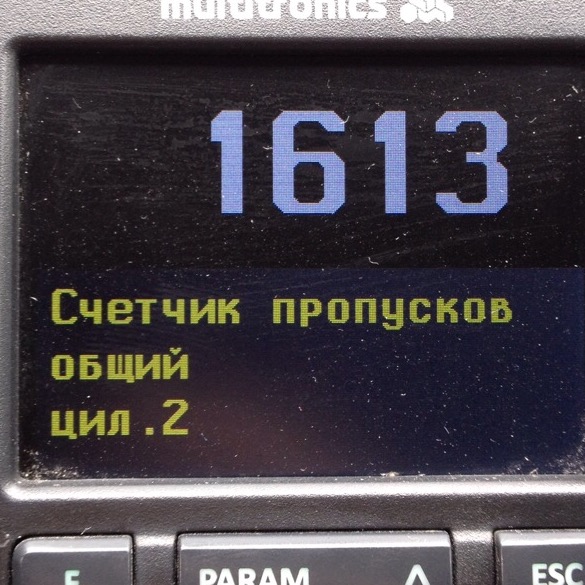 multitronics
1613
Счетчик пропусков
общий
цил.2
F PARAM ESC